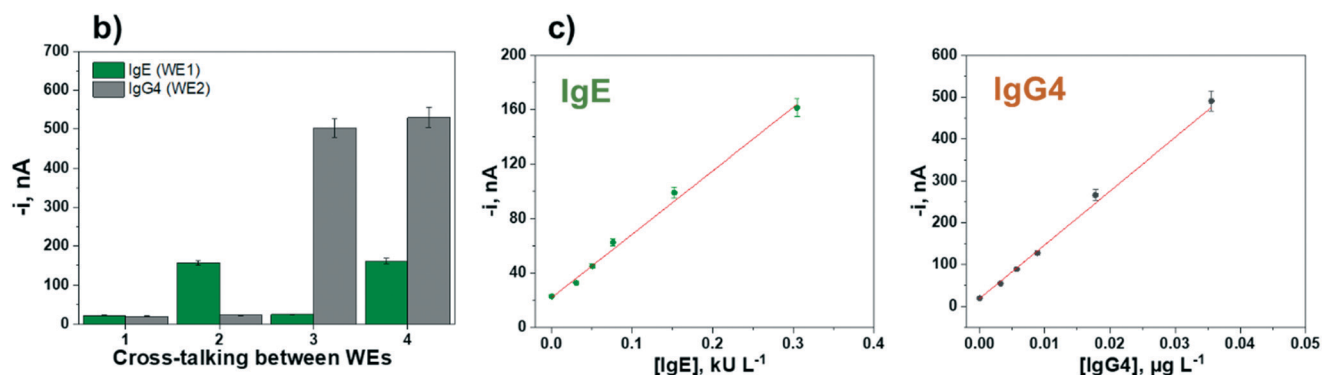 b)
700
600
500
400
300
200
100
0
-i, nA
IgE (WE1)
IgG4 (WE2)
1 2 3 4
Cross-talking between WEs
c)
200
160
120
80
40
0
-i, nA
IgE
0.0 0.1 0.2 0.3 0.4
[IgE], kU L⁻¹
600
500
400
300
200
100
0
-i, nA
IgG4
0.00 0.01 0.02 0.03 0.04 0.05
[IgG4], µg L⁻¹